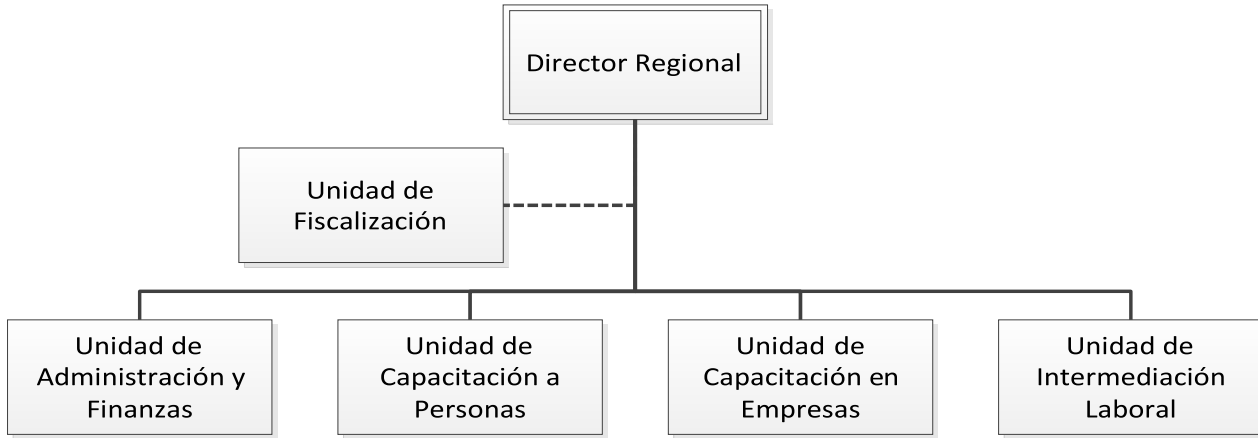 Director Regional
Unidad de
Fiscalización
Unidad de
Administración y
Finanzas
Unidad de
Capacitación a
Personas
Unidad de
Capacitación en
Empresas
Unidad de
Intermediación
Laboral